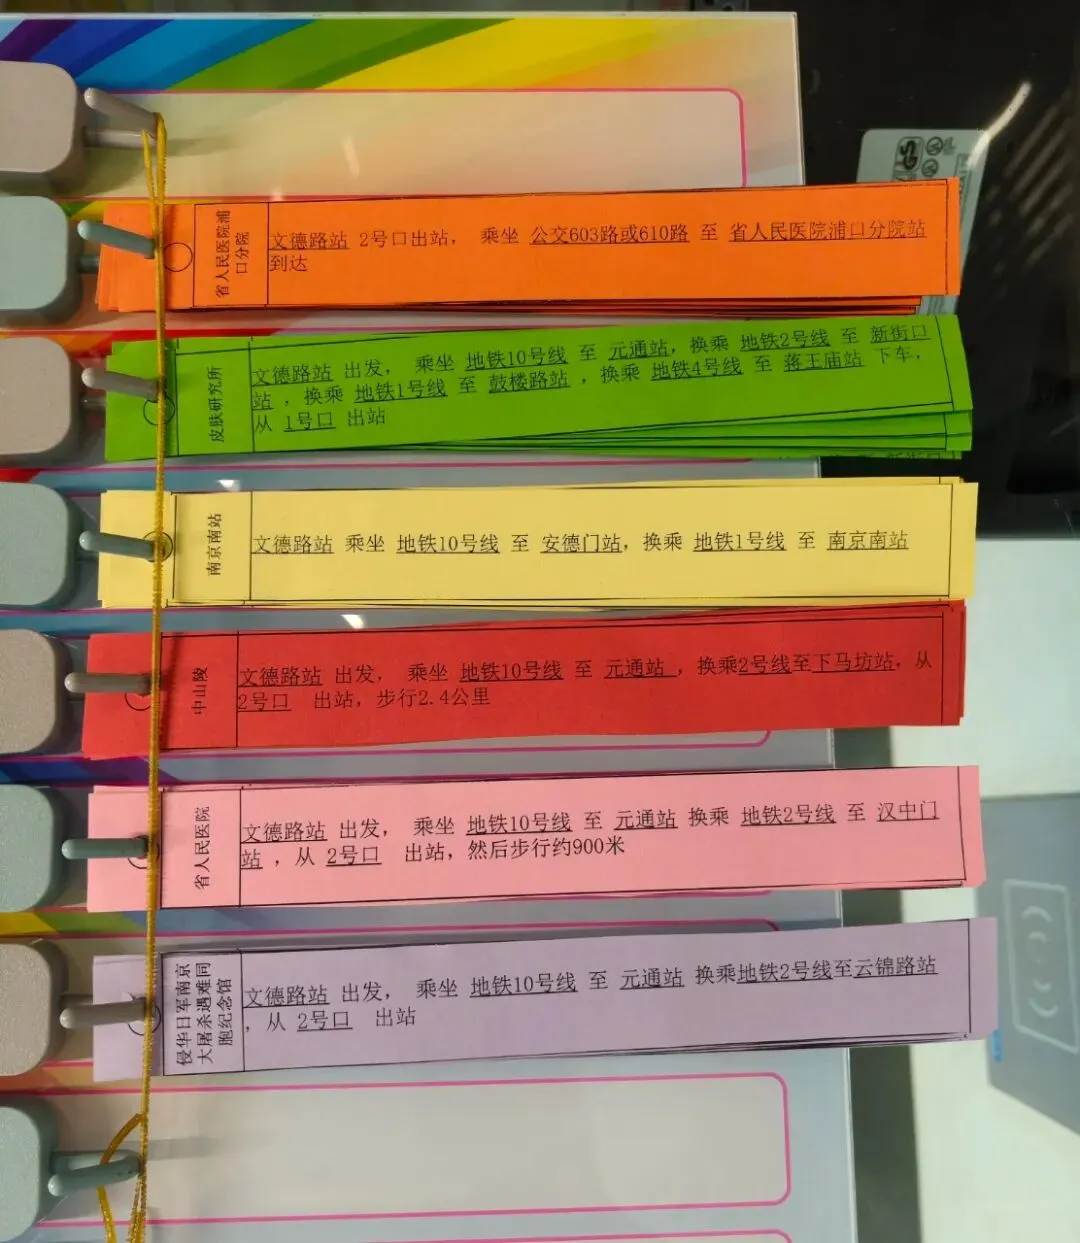 省人民医院浦
口分院
文德路站 2号口出站， 乘坐 公交603路或610路 至 省人民医院浦口分院站
到达
皮肤研究所
文德路站 出发， 乘坐 地铁10号线 至 元通站，换乘 地铁2号线 至 新街口
站 ，换乘 地铁1号线 至 鼓楼路站 ，换乘 地铁4号线 至 蒋王庙站 下车，
从 1号口 出站
新街口
南京南站
文德路站 乘坐 地铁10号线 至 安德门站，换乘 地铁1号线 至 南京南站
中山陵
文德路站 出发， 乘坐 地铁10号线 至 元通站 ，换乘2号线至下马坊站，从
2号口 出站，步行2.4公里
省人民医院
文德路站 出发， 乘坐 地铁10号线 至 元通站 换乘 地铁2号线 至 汉中门
站 ，从 2号口 出站，然后步行约900米
侵华日军南京
大屠杀遇难同
胞纪念馆
文德路站 出发， 乘坐 地铁10号线 至 元通站 换乘地铁2号线至云锦路站
，从 2号口 出站